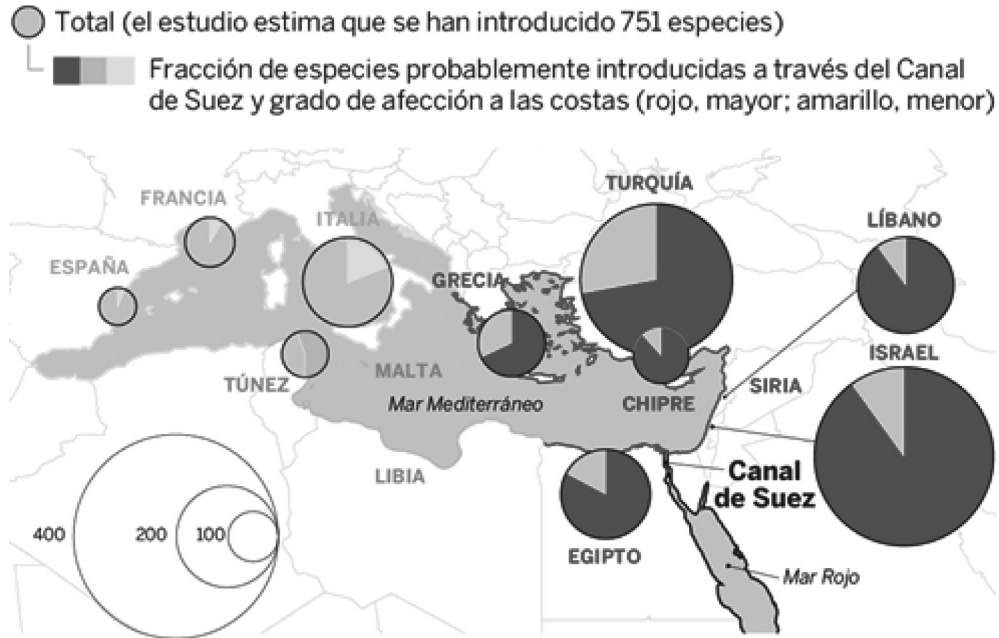 Total (el estudio estima que se han introducido 751 especies)
Fracción de especies probablemente introducidas a través del Canal
de Suez y grado de afección a las costas (rojo, mayor; amarillo, menor)
TURQUÍA
FRANCIA
ITALIA
LÍBANO
ESPAÑA
GRECIA
ISRAEL
TÚNEZ
MALTA
SIRIA
Mar Mediterráneo
CHIPRE
LIBIA
Canal
de Suez
400
200
100
EGIPTO
Mar Rojo